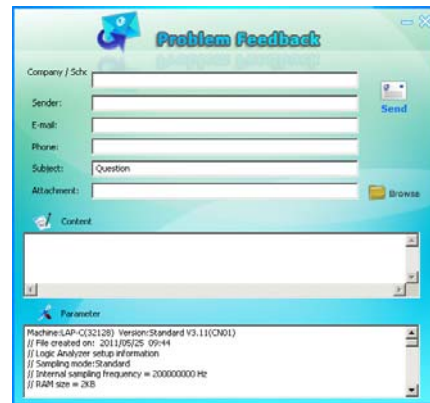 Problem Feedback
Company / Schc
Send
Sender:
E-mail:
Phone:
Subject: Question
Attachment: Browse
Content
Parameter
Machine:LAP-C(32128) Version:Standard V3.11(CN01)
// File created on: 2011/05/25 09:44
// Logic Analyzer setup information
// Sampling mode:Standard
// Internal sampling frequency = 200000000 Hz
// RAM size = 2KB